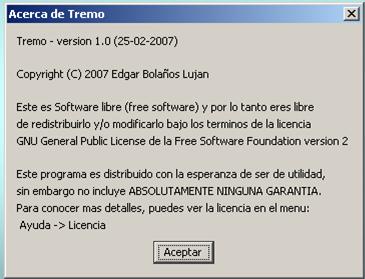 Acerca de Tremo
Tremo - version 1.0 (25-02-2007)
Copyright (C) 2007 Edgar Bolaños Lujan
Este es Software libre (free software) y por lo tanto eres libre
de redistribuirlo y/o modificarlo bajo los terminos de la licencia
GNU General Public License de la Free Software Foundation version 2
Este programa es distribuido con la esperanza de ser de utilidad,
sin embargo no incluye ABSOLUTAMENTE NINGUNA GARANTIA.
Para conocer mas detalles, puedes ver la licencia en el menu:
Ayuda -> Licencia
Aceptar